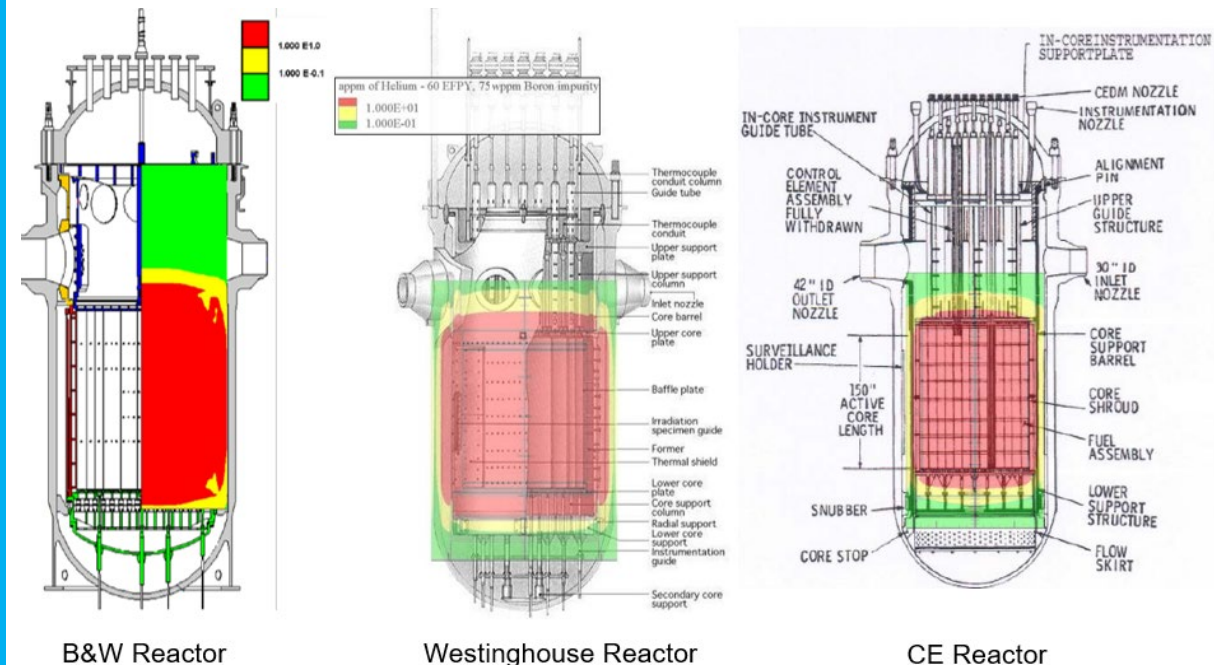 1.000 E1.0
1.000 E-0.1
appm of Helium - 60 EFPY, 75 wppm Boron impurity
1.000E+01
1.000E-01
Thermocouple
conduit column
Guide tube
Thermocouple
conduit
Upper support
plate
Upper support
column
Inlet nozzle
Core barrel
Upper core
plate
Baffle plate
Irradiation
specimen guide
Former
Thermal shield
Lower core
plate
Core support
column
Radial support
Lower core
support
Instrumentation
guide
Secondary core
support
IN-COREINSTRUMENTATION
SUPPORTPLATE
CEDM NOZZLE
INSTRUMENTATION
NOZZLE
IN-CORE INSTRUMENT
GUIDE TUBE
ALIGNMENT
PIN
CONTROL
ELEMENT
ASSEMBLY
FULLY
WITHDRAWN
UPPER
GUIDE
STRUCTURE
42" ID
OUTLET
NOZZLE
30" ID
INLET
NOZZLE
SURVEILLANCE
HOLDER
CORE
SUPPORT
BARREL
150"
ACTIVE
CORE
LENGTH
CORE
SHROUD
FUEL
ASSEMBLY
SNUBBER
LOWER
SUPPORT
STRUCTURE
CORE STOP
FLOW
SKIRT
B&W Reactor
Westinghouse Reactor
CE Reactor